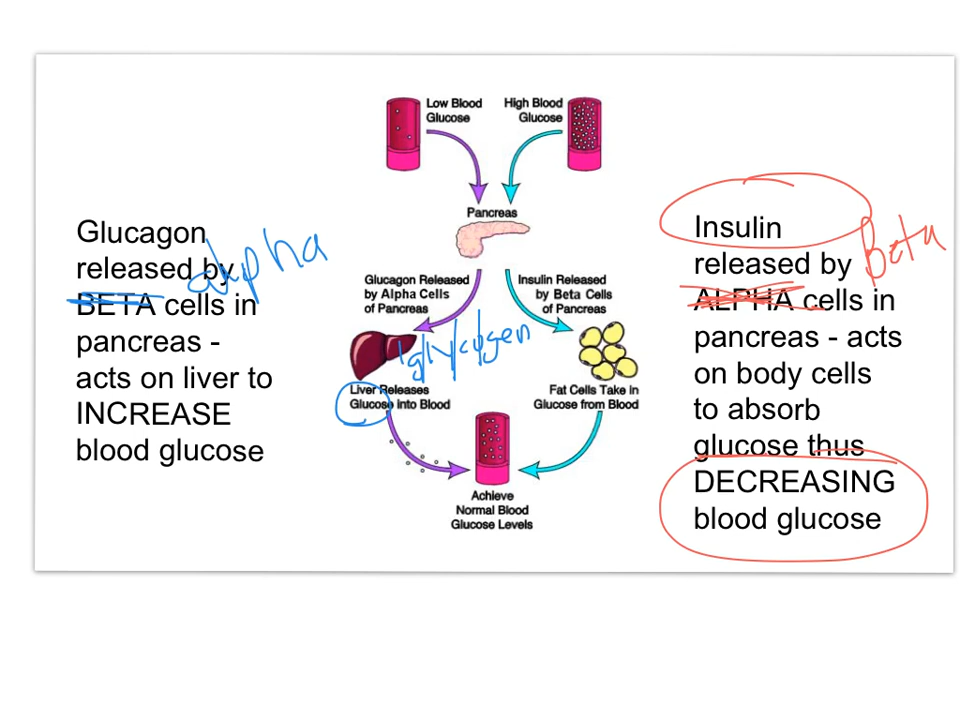 Low Blood
Glucose
High Blood
Glucose
Pancreas
Glucagon
released by
alpha
BETA cells in
pancreas -
acts on liver to
INCREASE
blood glucose
Glucagon Released
by Alpha Cells
of Pancreas
Insulin Released
by Beta Cells
of Pancreas
glycogen
Liver Releases
Glucose into Blood
Fat Cells Take in
Glucose from Blood
Achieve
Normal Blood
Glucose Levels
Insulin
released by
Beta
ALPHA cells in
pancreas - acts
on body cells
to absorb
glucose thus
DECREASING
blood glucose